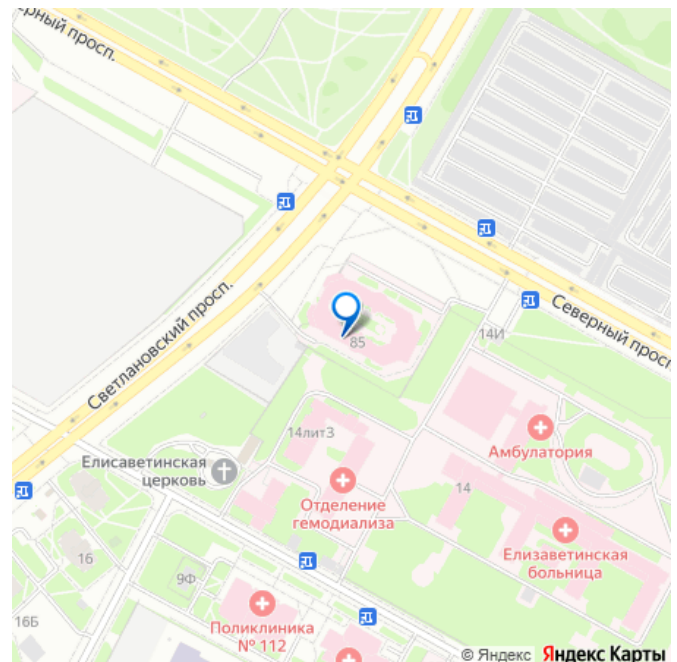 ерный просп.
Светлановский просп.
Северный просп.
85
14И
14лит3
Амбулатория
Елисаветинская
церковь
Отделение
гемодиализа
14
Елизаветинская
больница
16
9Ф
16Б
Поликлиника
№ 112
© Яндекс Яндекс Карты